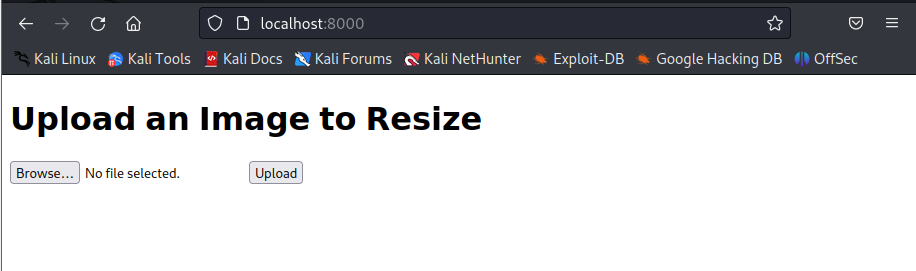 localhost:8000
Kali Linux Kali Tools Kali Docs Kali Forums Kali NetHunter Exploit-DB Google Hacking DB OffSec
Upload an Image to Resize
Browse... No file selected. Upload